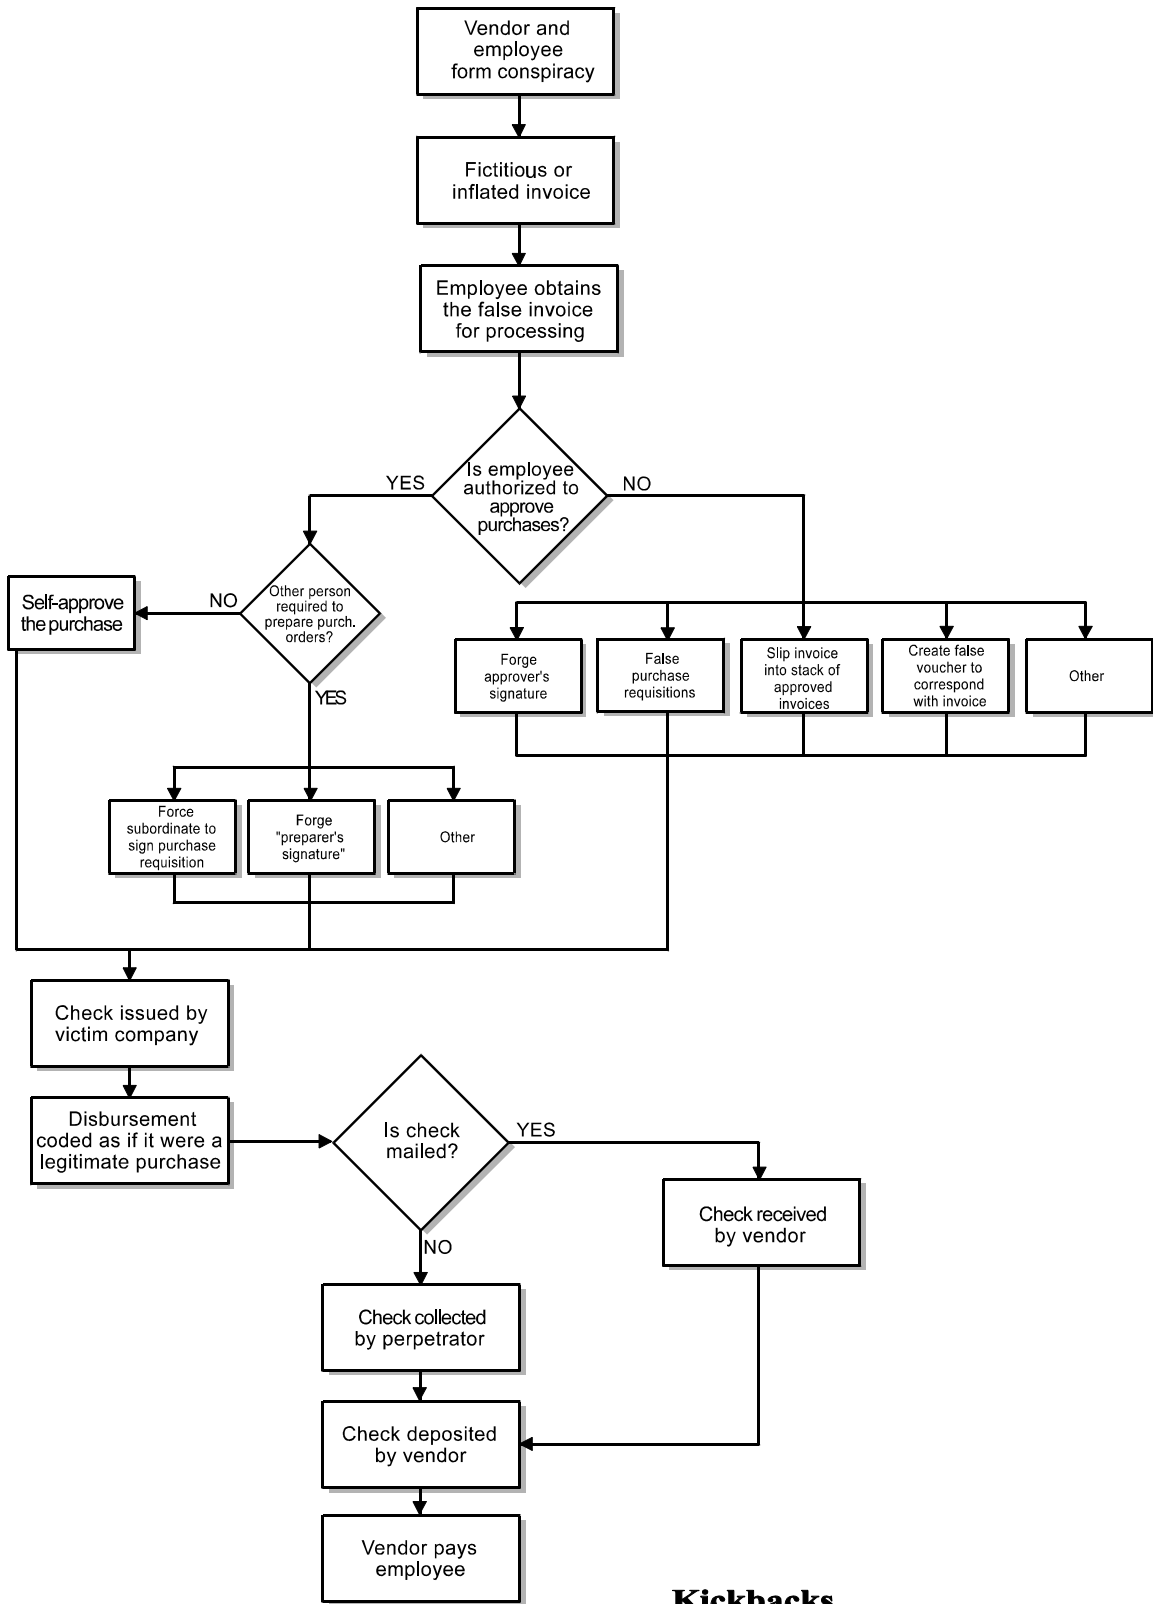 Vendor and
employee
form conspiracy
Fictitious or
inflated invoice
Employee obtains
the false invoice
for processing
Is employee
authorized to
approve
purchases?
YES
NO
Other person
required to
prepare purch.
orders?
NO
YES
Self-approve
the purchase
Forge
approver's
signature
False
purchase
requisitions
Slip invoice
into stack of
approved
invoices
Create false
voucher to
correspond
with invoice
Other
Force
subordinate to
sign purchase
requisition
Forge
"preparer's
signature"
Other
Check issued by
victim company
Disbursement
coded as if it were a
legitimate purchase
Is check
mailed?
YES
NO
Check received
by vendor
Check collected
by perpetrator
Check deposited
by vendor
Vendor pays
employee
Kickbacks